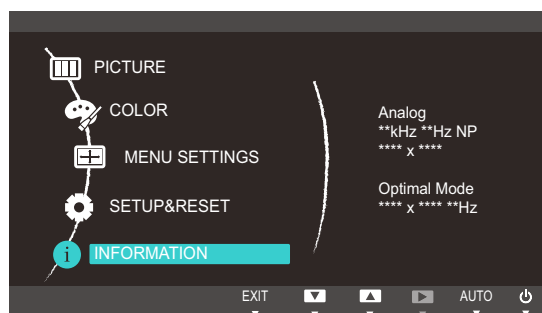 PICTURE
COLOR
MENU SETTINGS
SETUP&RESET
i INFORMATION
Analog
**kHz **Hz NP
**** x ****
Optimal Mode
**** x **** **Hz
EXIT
AUTO